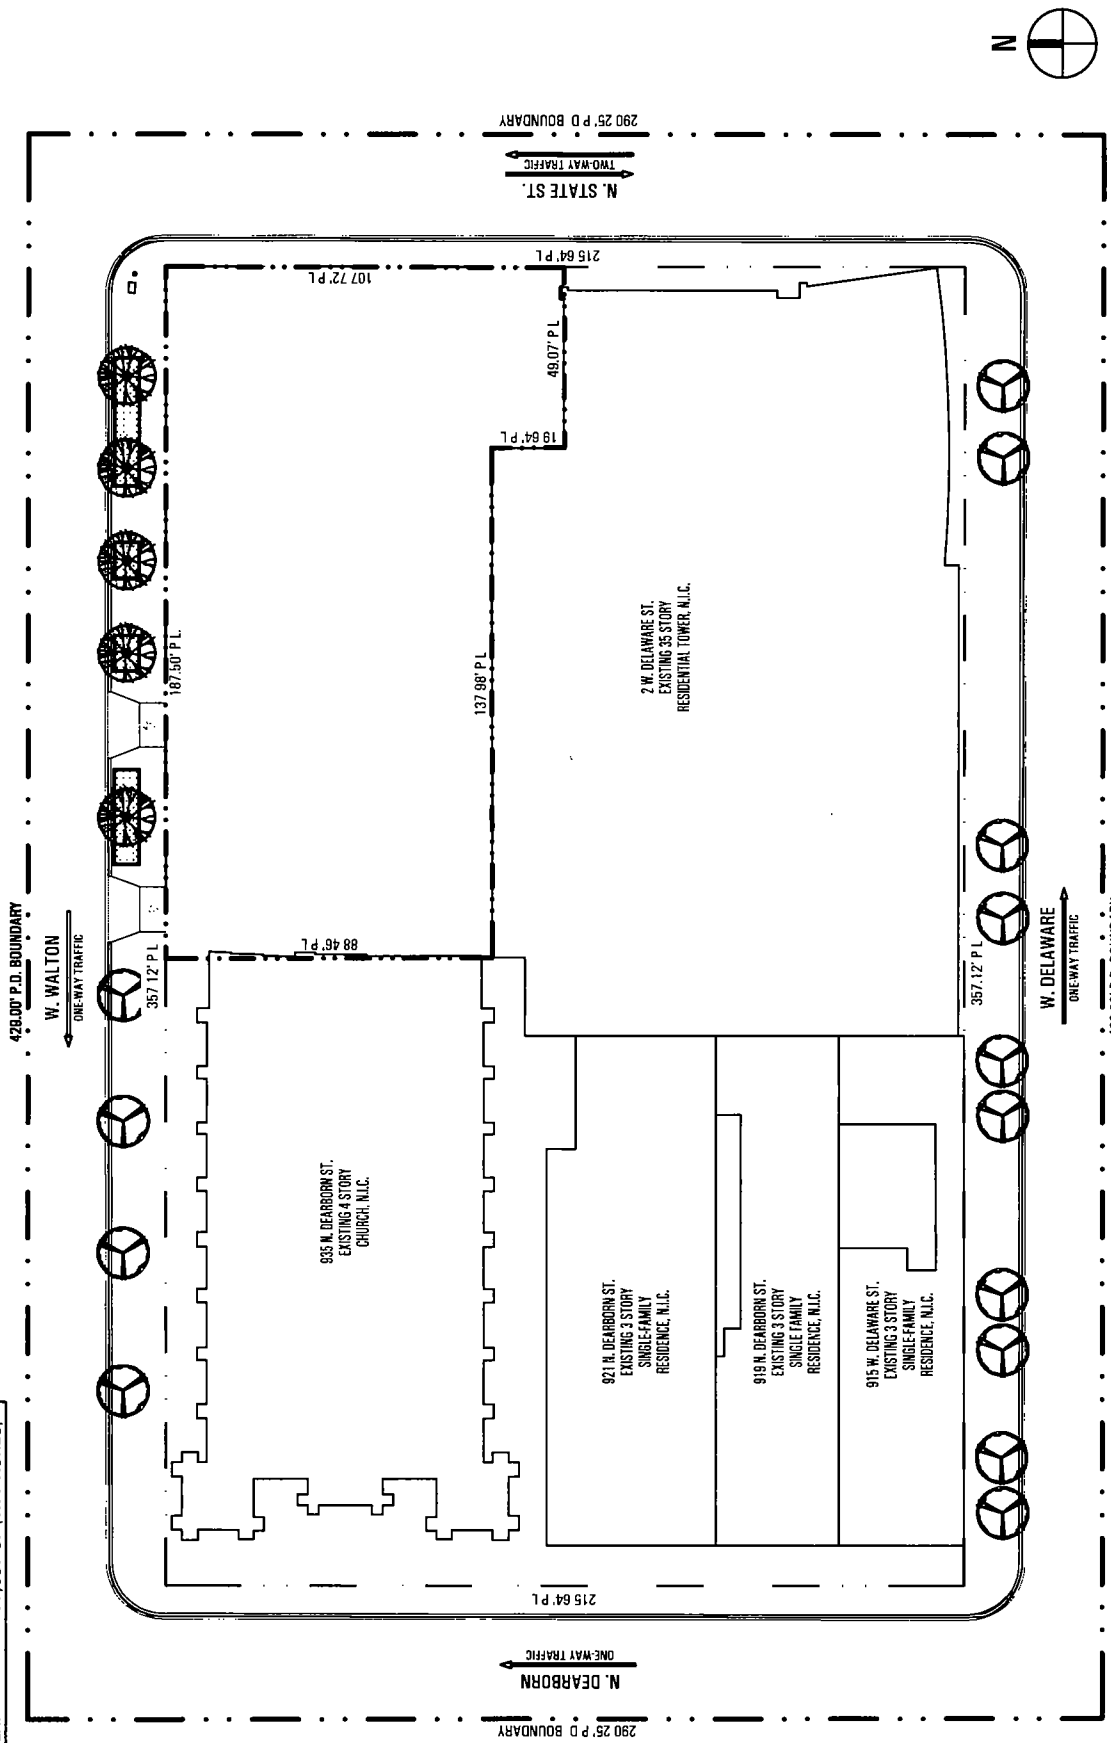 N
290 25' P D BOUNDARY
TWO-WAY TRAFFIC
N. STATE ST.
215 64' P L
107.72' P L
49.07' P L
19 64' P L
187.50' P L.
137 98' P L
2 W. DELAWARE ST.
EXISTING 35 STORY
RESIDENTIAL TOWER, N.I.C.
429.00' P.D. BOUNDARY
W. WALTON
ONE-WAY TRAFFIC
357.12' P L
88 46' P L
357.12' P L
W. DELAWARE
ONE-WAY TRAFFIC
935 N. DEARBORN ST.
EXISTING 4 STORY
CHURCH, N.I.C.
921 N. DEARBORN ST.
EXISTING 3 STORY
SINGLE-FAMILY
RESIDENCE, N.I.C.
919 N. DEARBORN ST.
EXISTING 3 STORY
SINGLE FAMILY
RESIDENCE, N.I.C.
915 W. DELAWARE ST.
EXISTING 3 STORY
SINGLE-FAMILY
RESIDENCE, N.I.C.
215 64' P L
ONE-WAY TRAFFIC
N. DEARBORN
290 25' P D BOUNDARY